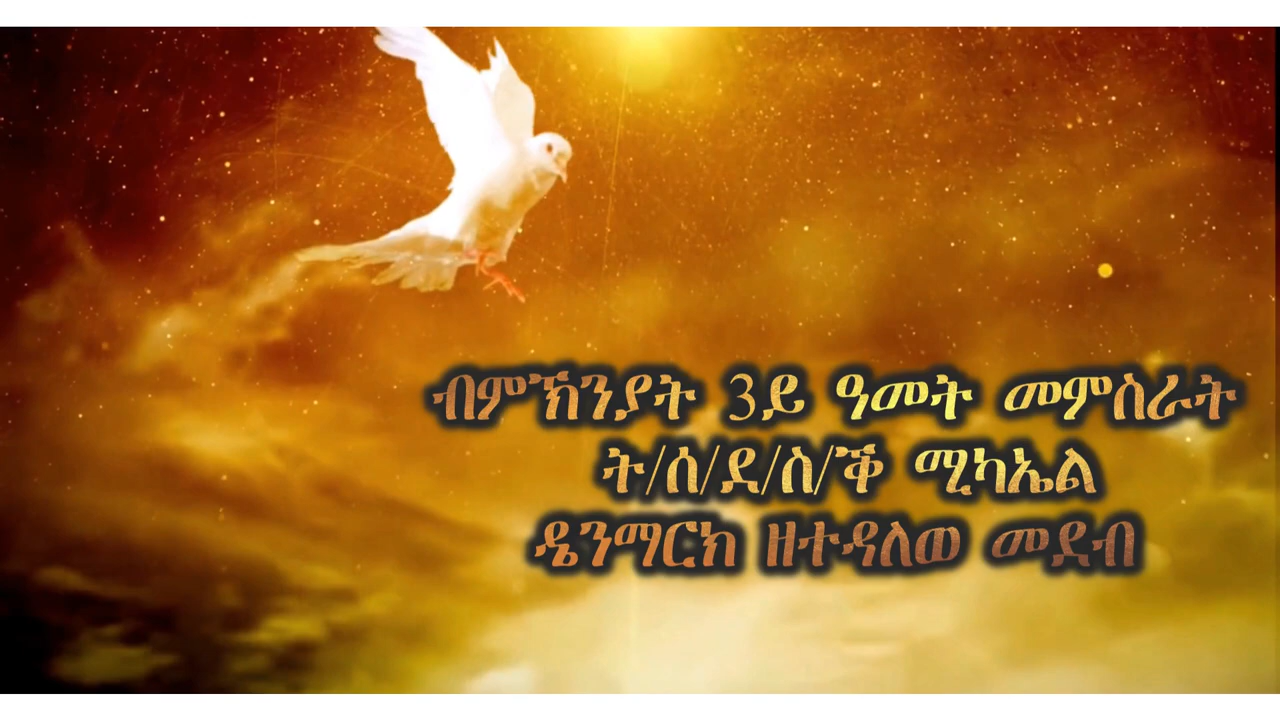 ብምኽንያት 3ይ ዓመት መምስራት
ት/ሰ/ደ/ስ/ቅ ሚካኤል
ዴንማርክ ዘተዳለወ መደብ